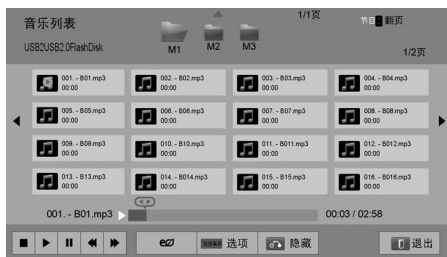 音乐列表
1/1页
节目 翻页
USB2USB2.0FlashDisk
M1 M2 M3
1/2页
001. - B01.mp3
00:00
002. - B02.mp3
00:00
003. - B03.mp3
00:00
004. - B04.mp3
00:00
005. - B05.mp3
00:00
006. - B06.mp3
00:00
007. - B07.mp3
00:00
008. - B08.mp3
00:00
009. - B09.mp3
00:00
010. - B10.mp3
00:00
011. - B011.mp3
00:00
012. - B012.mp3
00:00
013. - B13.mp3
00:00
014. - B014.mp3
00:00
015. - B15.mp3
00:00
016. - B016.mp3
00:00
001. - B01.mp3 00:03 / 02:58
选项 隐藏 退出